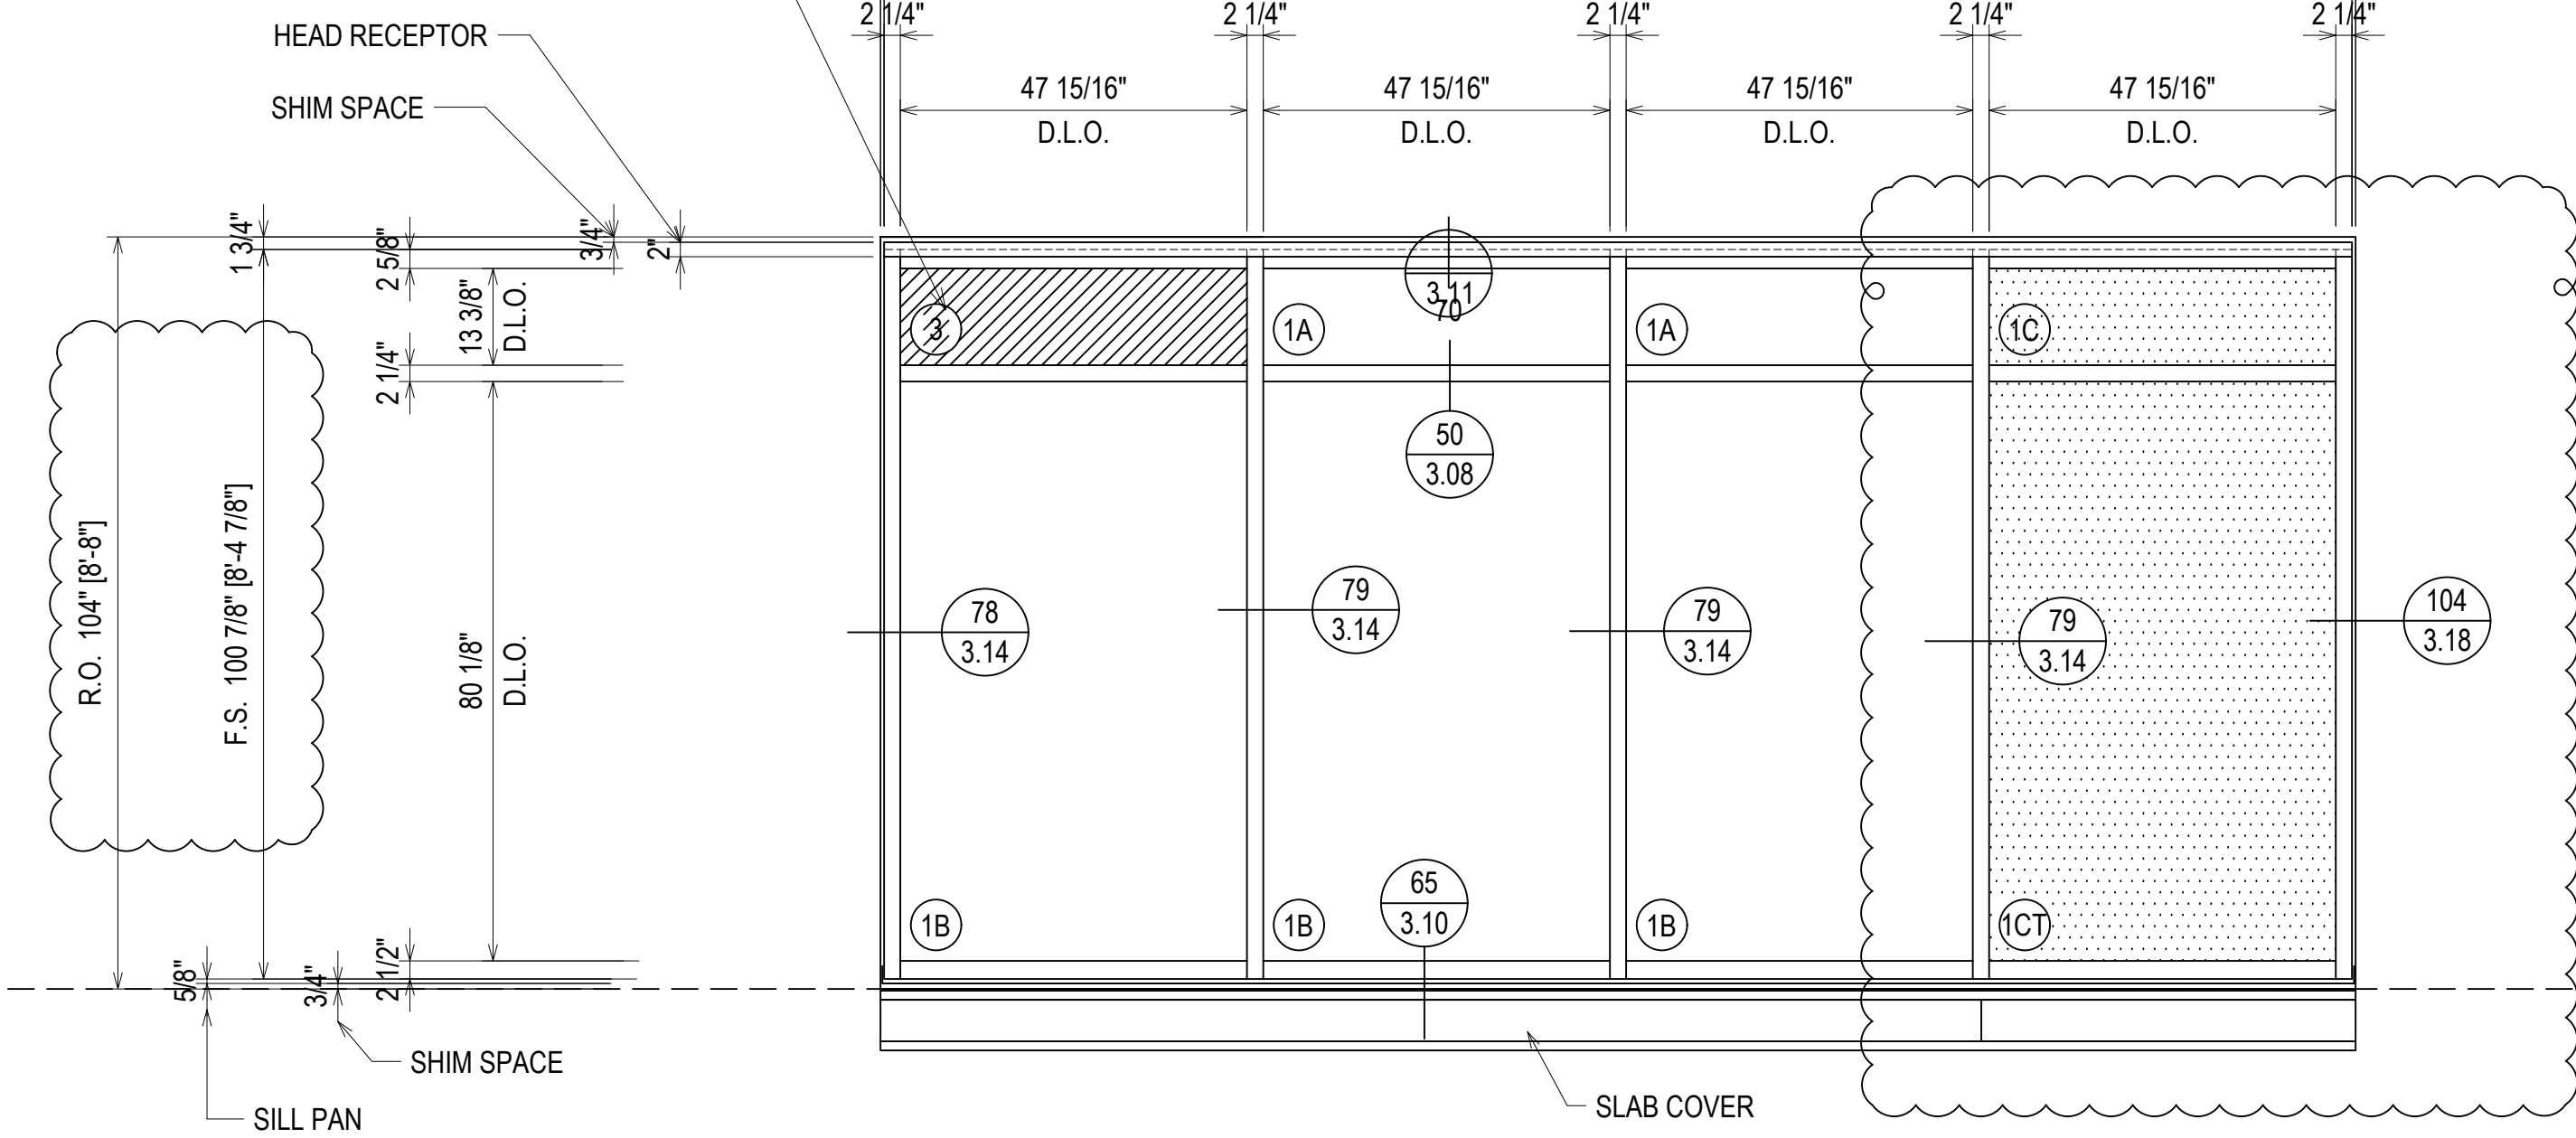 2 1/4" 2 1/4" 2 1/4" 2 1/4" 2 1/4"
HEAD RECEPTOR
47 15/16" 47 15/16" 47 15/16" 47 15/16"
D.L.O. D.L.O. D.L.O. D.L.O.
SHIM SPACE
1 3/4"
2 5/8"
3/4"
2"
13 3/8"
D.L.O.
2 1/4"
3
1A
3.11
70
1A
1C
50
3.08
R.O. 104" [8'-8"]
F.S. 100 7/8" [8'-4 7/8"]
80 1/8"
D.L.O.
78
3.14
79
3.14
79
3.14
79
3.14
104
3.18
1B
1B
65
3.10
1B
1CT
5/8"
3/4"
2 1/2"
SHIM SPACE
SILL PAN
SLAB COVER